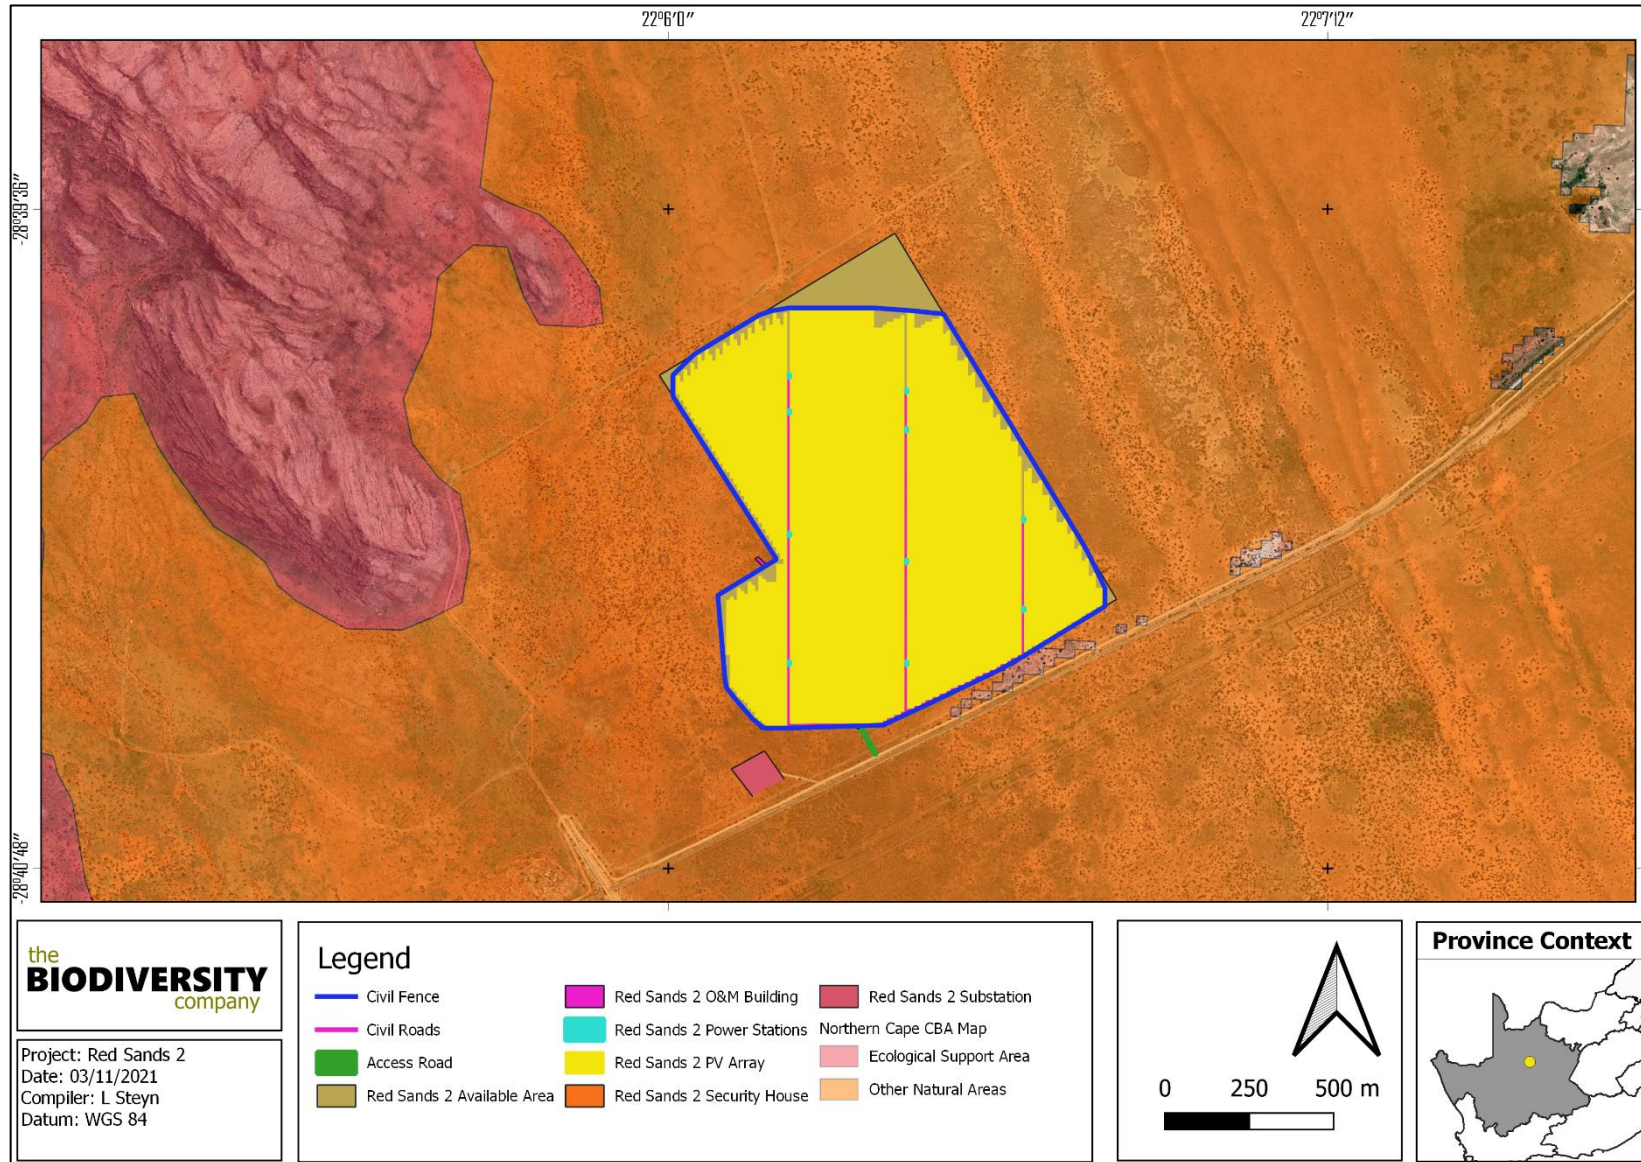 22°6'0"
22°7'12"
-28°39'36"
-28°40'48"
the
BIODIVERSITY
company
Project: Red Sands 2
Date: 03/11/2021
Compiler: L Steyn
Datum: WGS 84
Legend
Civil Fence
Civil Roads
Access Road
Red Sands 2 Available Area
Red Sands 2 O&M Building
Red Sands 2 Power Stations
Red Sands 2 PV Array
Red Sands 2 Security House
Red Sands 2 Substation
Northern Cape CBA Map
Ecological Support Area
Other Natural Areas
0 250 500 m
Province Context